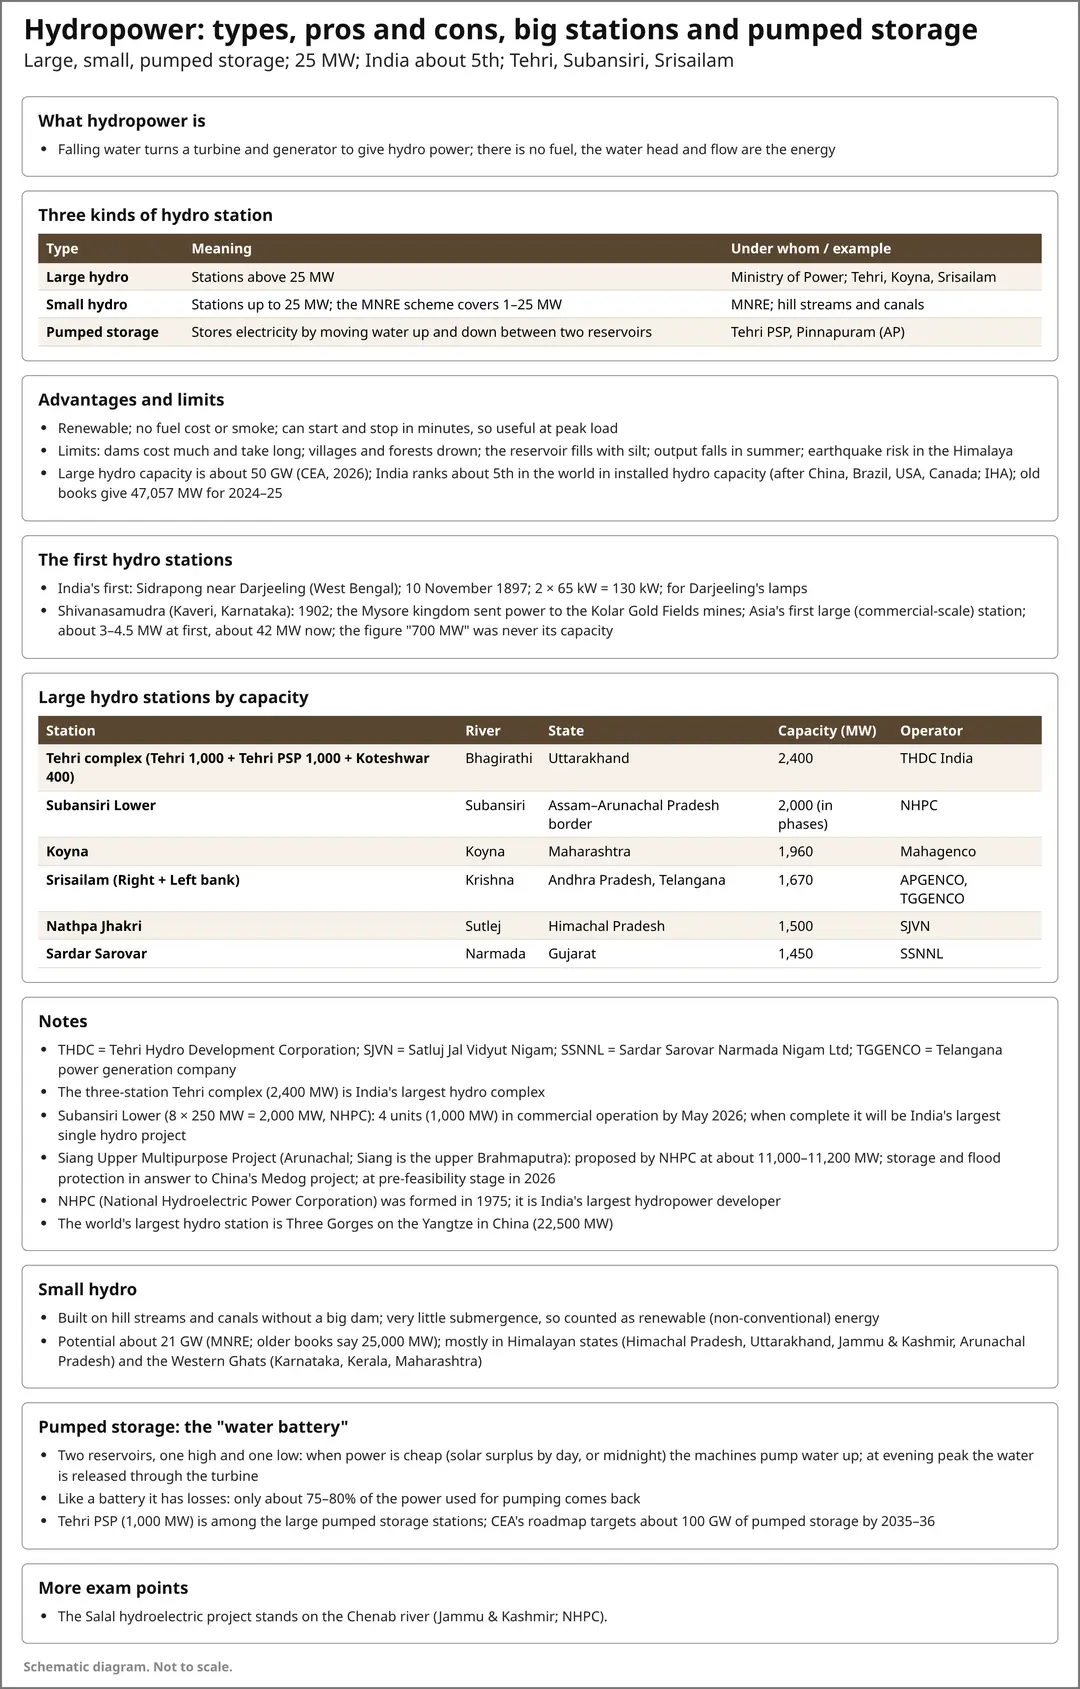 Hydropower: types, pros and cons, big stations and pumped storage
Large, small, pumped storage; 25 MW; India about 5th; Tehri, Subansiri, Srisailam
What hydropower is
• Falling water turns a turbine and generator to give hydro power; there is no fuel, the water head and flow are the energy
Three kinds of hydro station
Type Meaning Under whom / example
Large hydro Stations above 25 MW Ministry of Power; Tehri, Koyna, Srisailam
Small hydro Stations up to 25 MW; the MNRE scheme covers 1–25 MW MNRE; hill streams and canals
Pumped storage Stores electricity by moving water up and down between two reservoirs Tehri PSP, Pinnapuram (AP)
Advantages and limits
• Renewable; no fuel cost or smoke; can start and stop in minutes, so useful at peak load
• Limits: dams cost much and take long; villages and forests drown; the reservoir fills with silt; output falls in summer; earthquake risk in the Himalaya
• Large hydro capacity is about 50 GW (CEA, 2026); India ranks about 5th in the world in installed hydro capacity (after China, Brazil, USA, Canada; IHA); old
books give 47,057 MW for 2024–25
The first hydro stations
• India's first: Sidrapong near Darjeeling (West Bengal); 10 November 1897; 2 × 65 kW = 130 kW; for Darjeeling's lamps
• Shivanasamudra (Kaveri, Karnataka): 1902; the Mysore kingdom sent power to the Kolar Gold Fields mines; Asia's first large (commercial-scale) station;
about 3–4.5 MW at first, about 42 MW now; the figure "700 MW" was never its capacity
Large hydro stations by capacity
Station River State Capacity (MW) Operator
Tehri complex (Tehri 1,000 + Tehri PSP 1,000 + Koteshwar Bhagirathi Uttarakhand 2,400 THDC India
400)
Subansiri Lower Subansiri Assam–Arunachal Pradesh 2,000 (in NHPC
border phases)
Koyna Koyna Maharashtra 1,960 Mahagenco
Srisailam (Right + Left bank) Krishna Andhra Pradesh, Telangana 1,670 APGENCO,
TGGENCO
Nathpa Jhakri Sutlej Himachal Pradesh 1,500 SJVN
Sardar Sarovar Narmada Gujarat 1,450 SSNNL
Notes
• THDC = Tehri Hydro Development Corporation; SJVN = Satluj Jal Vidyut Nigam; SSNNL = Sardar Sarovar Narmada Nigam Ltd; TGGENCO = Telangana
power generation company
• The three-station Tehri complex (2,400 MW) is India's largest hydro complex
• Subansiri Lower (8 × 250 MW = 2,000 MW, NHPC): 4 units (1,000 MW) in commercial operation by May 2026; when complete it will be India's largest
single hydro project
• Siang Upper Multipurpose Project (Arunachal; Siang is the upper Brahmaputra): proposed by NHPC at about 11,000–11,200 MW; storage and flood
protection in answer to China's Medog project; at pre-feasibility stage in 2026
• NHPC (National Hydroelectric Power Corporation) was formed in 1975; it is India's largest hydropower developer
• The world's largest hydro station is Three Gorges on the Yangtze in China (22,500 MW)
Small hydro
• Built on hill streams and canals without a big dam; very little submergence, so counted as renewable (non-conventional) energy
• Potential about 21 GW (MNRE; older books say 25,000 MW); mostly in Himalayan states (Himachal Pradesh, Uttarakhand, Jammu & Kashmir, Arunachal
Pradesh) and the Western Ghats (Karnataka, Kerala, Maharashtra)
Pumped storage: the "water battery"
• Two reservoirs, one high and one low: when power is cheap (solar surplus by day, or midnight) the machines pump water up; at evening peak the water
is released through the turbine
• Like a battery it has losses: only about 75–80% of the power used for pumping comes back
• Tehri PSP (1,000 MW) is among the large pumped storage stations; CEA's roadmap targets about 100 GW of pumped storage by 2035–36
More exam points
• The Salal hydroelectric project stands on the Chenab river (Jammu & Kashmir; NHPC).
Schematic diagram. Not to scale.